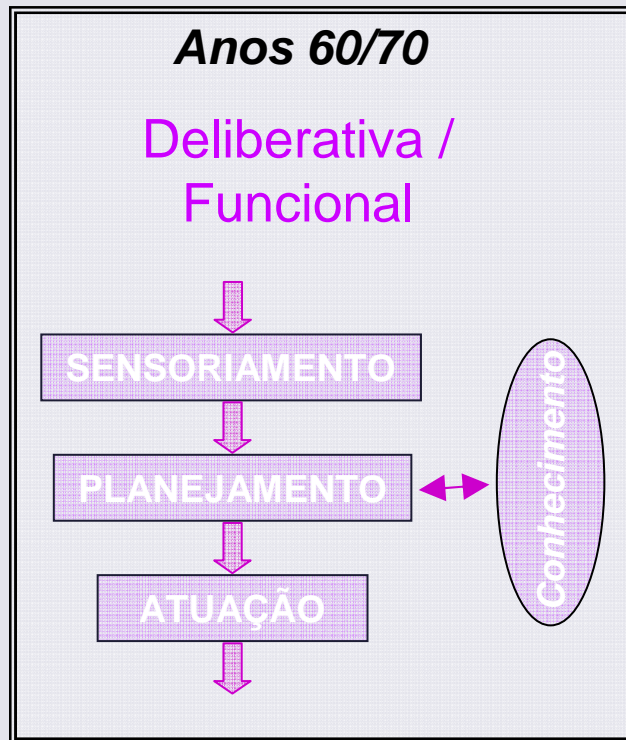 Anos 60/70
Deliberativa /
Funcional
SENSORIAMENTO
PLANEJAMENTO
Conhecimento
ATUAÇÃO